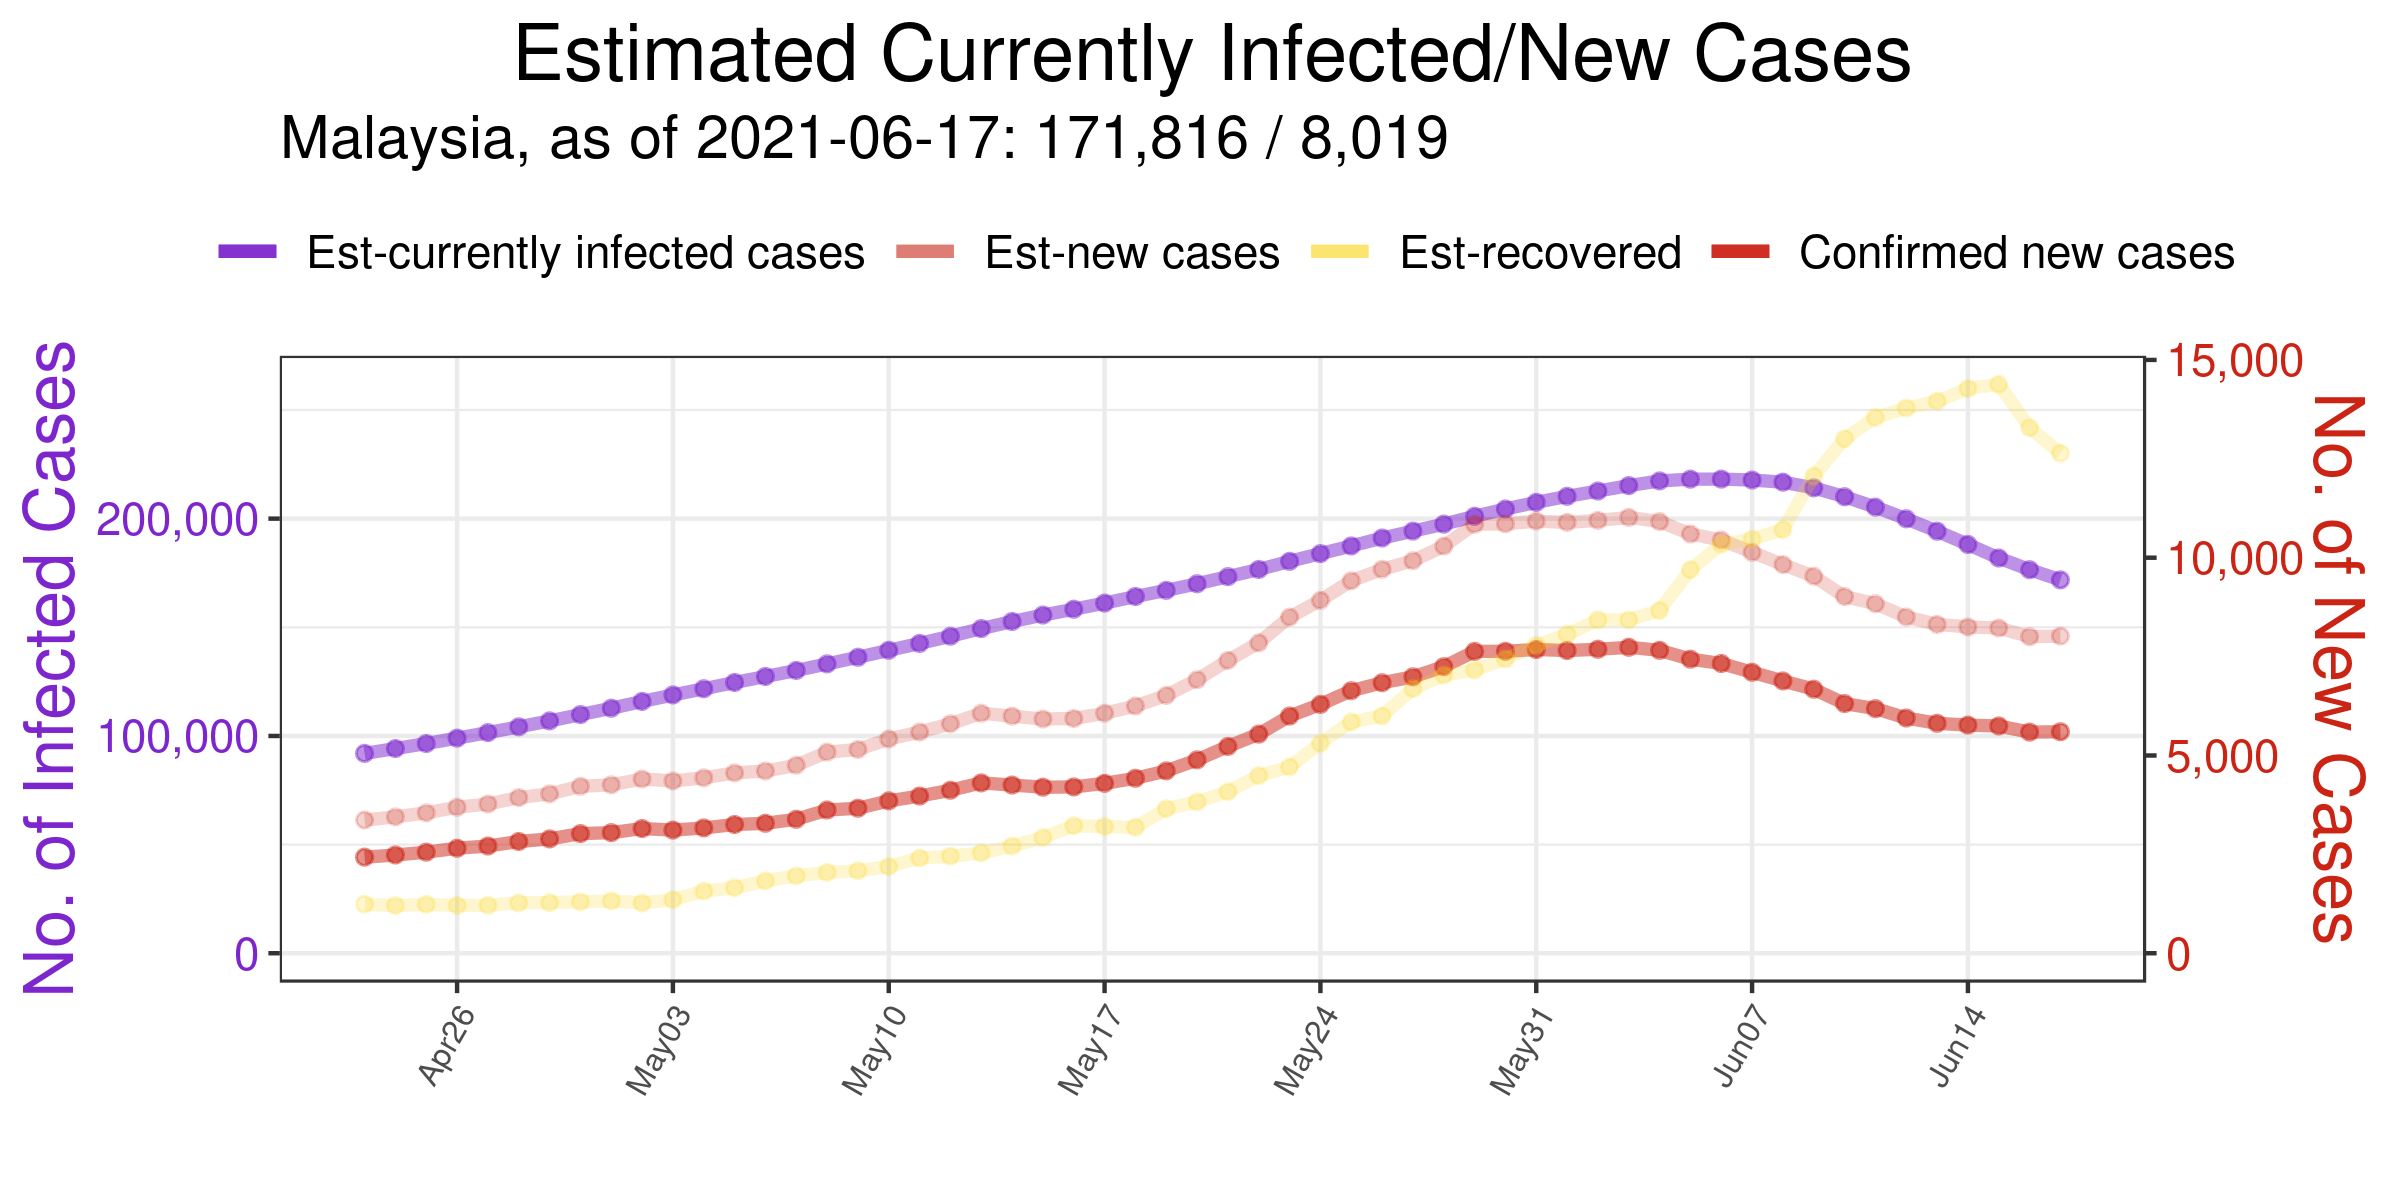 Estimated Currently Infected/New Cases
Malaysia, as of 2021-06-17: 171,816 / 8,019
Est-currently infected cases Est-new cases Est-recovered Confirmed new cases
No. of Infected Cases
200,000
100,000
0
15,000
10,000
5,000
0
No. of New Cases
Apr26 May03 May10 May17 May24 May31 Jun07 Jun14